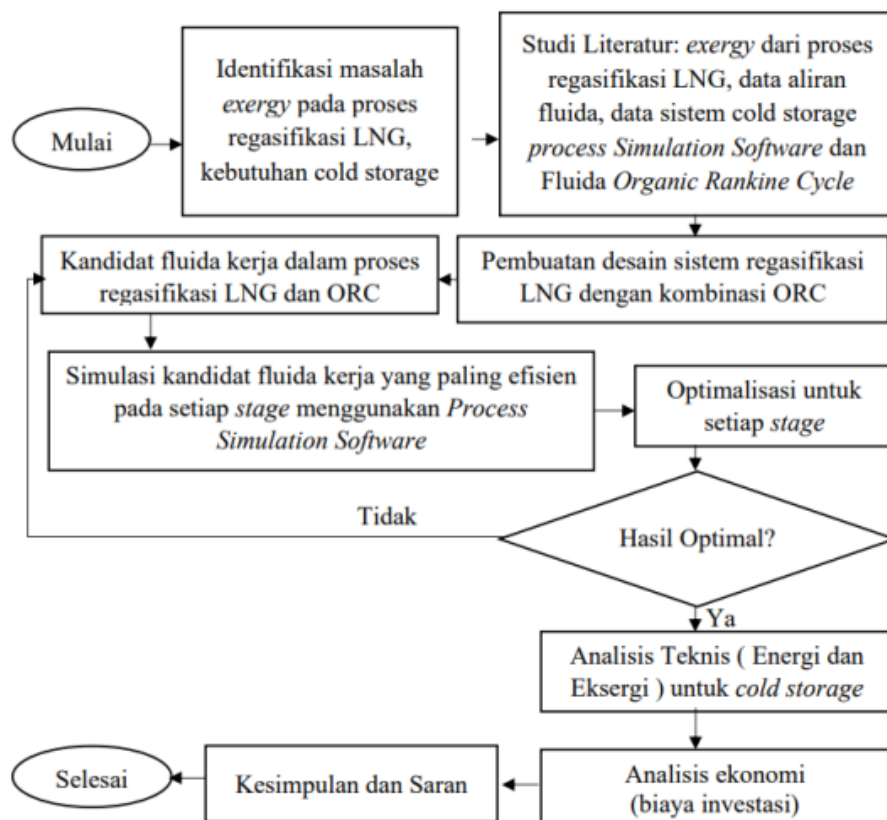 Mulai
Identifikasi masalah
exergy pada proses
regasifikasi LNG,
kebutuhan cold storage
Studi Literatur: exergy dari proses
regasifikasi LNG, data aliran
fluida, data sistem cold storage
process Simulation Software dan
Fluida Organic Rankine Cycle
Pembuatan desain sistem regasifikasi
LNG dengan kombinasi ORC
Kandidat fluida kerja dalam proses
regasifikasi LNG dan ORC
Simulasi kandidat fluida kerja yang paling efisien
pada setiap stage menggunakan Process
Simulation Software
Optimalisasi untuk
setiap stage
Hasil Optimal?
Tidak
Ya
Analisis Teknis ( Energi dan
Eksergi ) untuk cold storage
Analisis ekonomi
(biaya investasi)
Kesimpulan dan Saran
Selesai